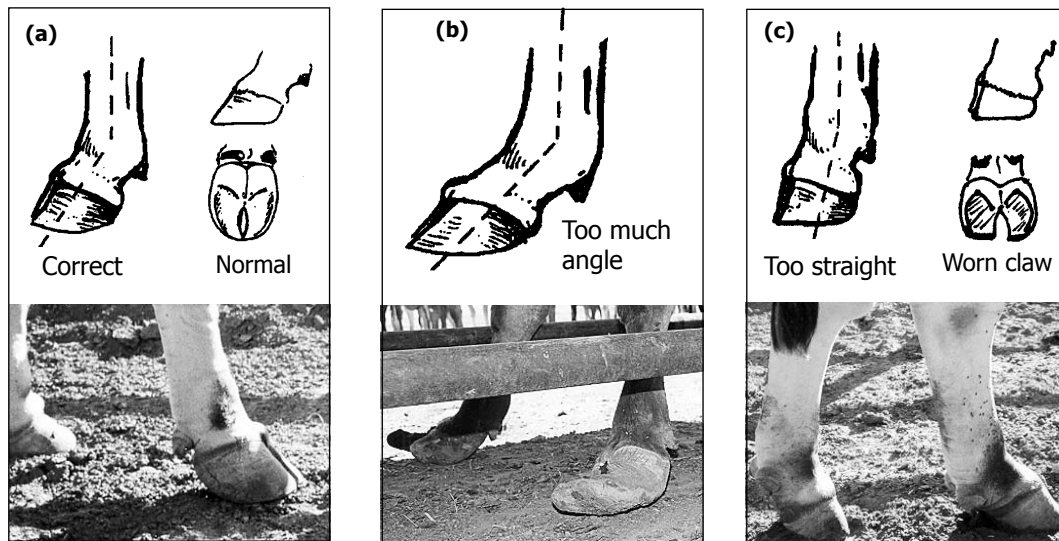 (a)
Correct
Normal
(b)
Too much
angle
(c)
Too straight
Worn claw